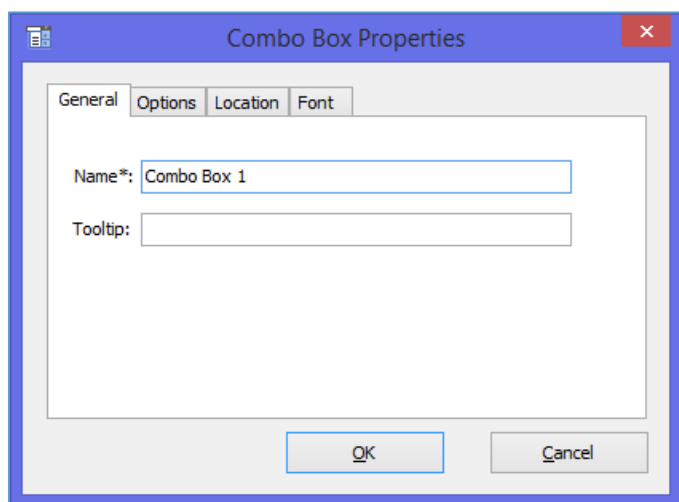 Combo Box Properties
General Options Location Font
Name*: Combo Box 1
Tooltip:
OK Cancel